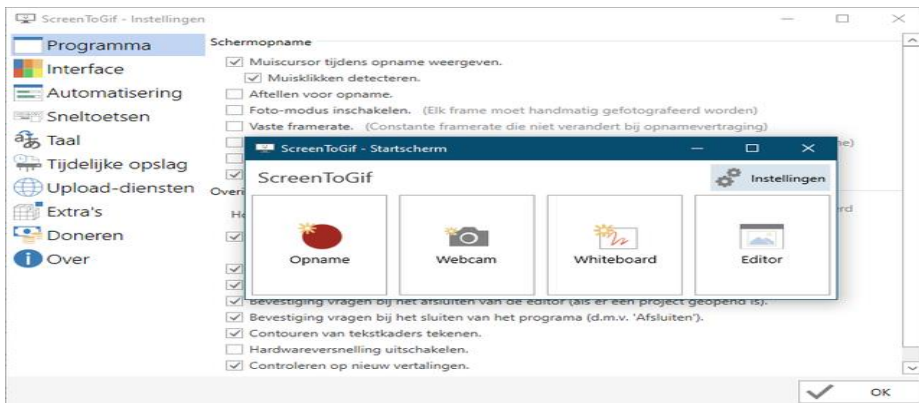 ScreenToGif - Instellingen
Programma
Interface
Automatisering
Sneltoetsen
Taal
Tijdelijke opslag
Upload-diensten
Extra's
Doneren
Over
Schermopname
Muiscursor tijdens opname weergeven.
Muisklikken detecteren.
Aftellen voor opname.
Foto-modus inschakelen. (Elk frame moet handmatig gefotografeerd worden)
Vaste framerate. (Constante framerate die niet verandert bij opnamevertraging)
ScreenToGif - Startscherm
ScreenToGif
Instellingen
Opname
Webcam
Whiteboard
Editor
Bevestiging vragen bij het afsluiten van de editor (als er een project geopend is).
Bevestiging vragen bij het sluiten van het programa (d.m.v. 'Afsluiten').
Contouren van tekstkaders tekenen.
Hardwareversnelling uitschakelen.
Controleren op nieuw vertalingen.
OK